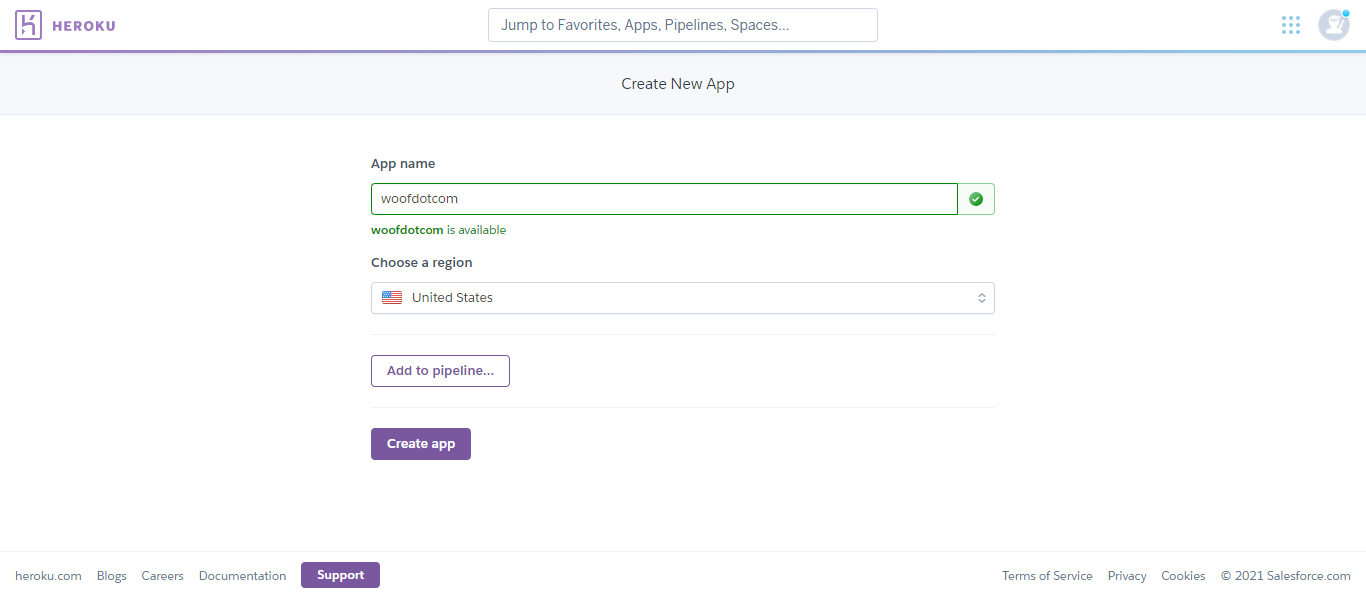 HEROKU
Jump to Favorites, Apps, Pipelines, Spaces...
Create New App
App name
woofdotcom
woofdotcom is available
Choose a region
United States
Add to pipeline...
Create app
heroku.com Blogs Careers Documentation Support Terms of Service Privacy Cookies © 2021 Salesforce.com